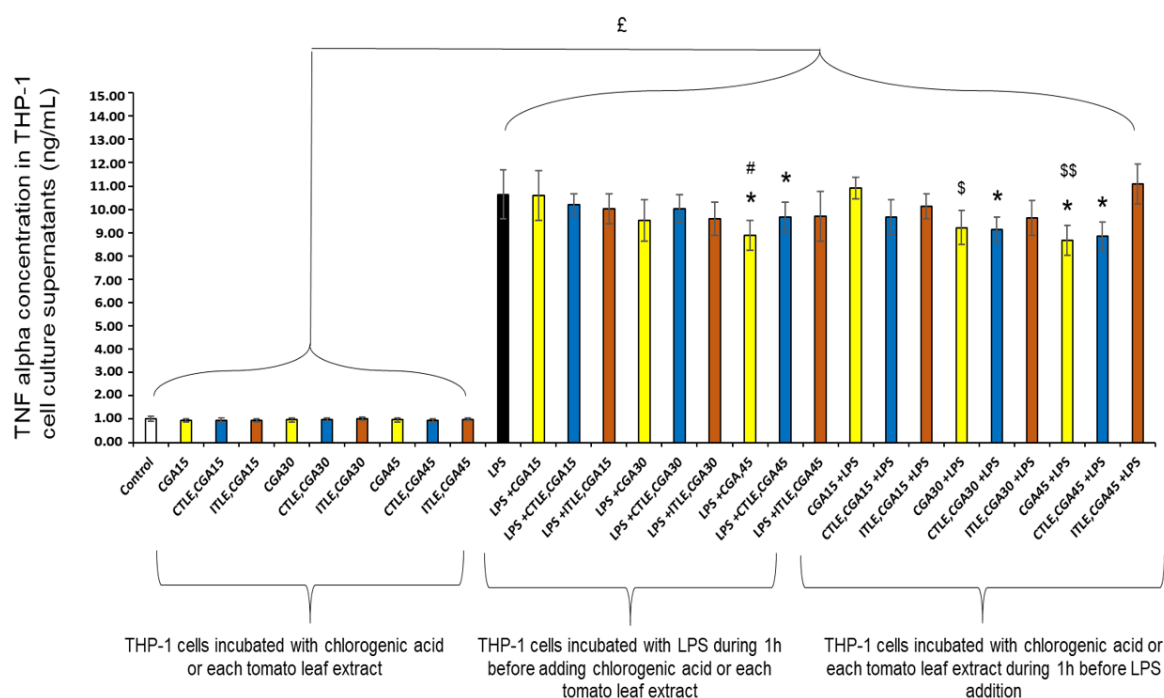 £
TNF alpha concentration in THP-1
cell culture supernatants (ng/mL)
15.00
14.00
13.00
12.00
11.00
10.00
9.00
8.00
7.00
6.00
5.00
4.00
3.00
2.00
1.00
0.00
#
*
*
$
*
$$
*
*
Control
CGA15
CTLE,CGA15
ITLE,CGA15
CGA30
CTLE,CGA30
ITLE,CGA30
CGA45
CTLE,CGA45
ITLE,CGA45
LPS
LPS +CGA15
LPS +CTLE,CGA15
LPS +ITLE,CGA15
LPS +CGA30
LPS +CTLE,CGA30
LPS +ITLE,CGA30
LPS +CGA,45
LPS +CTLE,CGA45
LPS +ITLE,CGA45
CGA15+LPS
CTLE,CGA15 +LPS
ITLE,CGA15 +LPS
CGA30+LPS
CTLE,CGA30 +LPS
ITLE,CGA30 +LPS
CGA45+LPS
CTLE,CGA45 +LPS
ITLE,CGA45 +LPS
THP-1 cells incubated with chlorogenic acid
or each tomato leaf extract
THP-1 cells incubated with LPS during 1h
before adding chlorogenic acid or each
tomato leaf extract
THP-1 cells incubated with chlorogenic acid or
each tomato leaf extract during 1h before LPS
addition